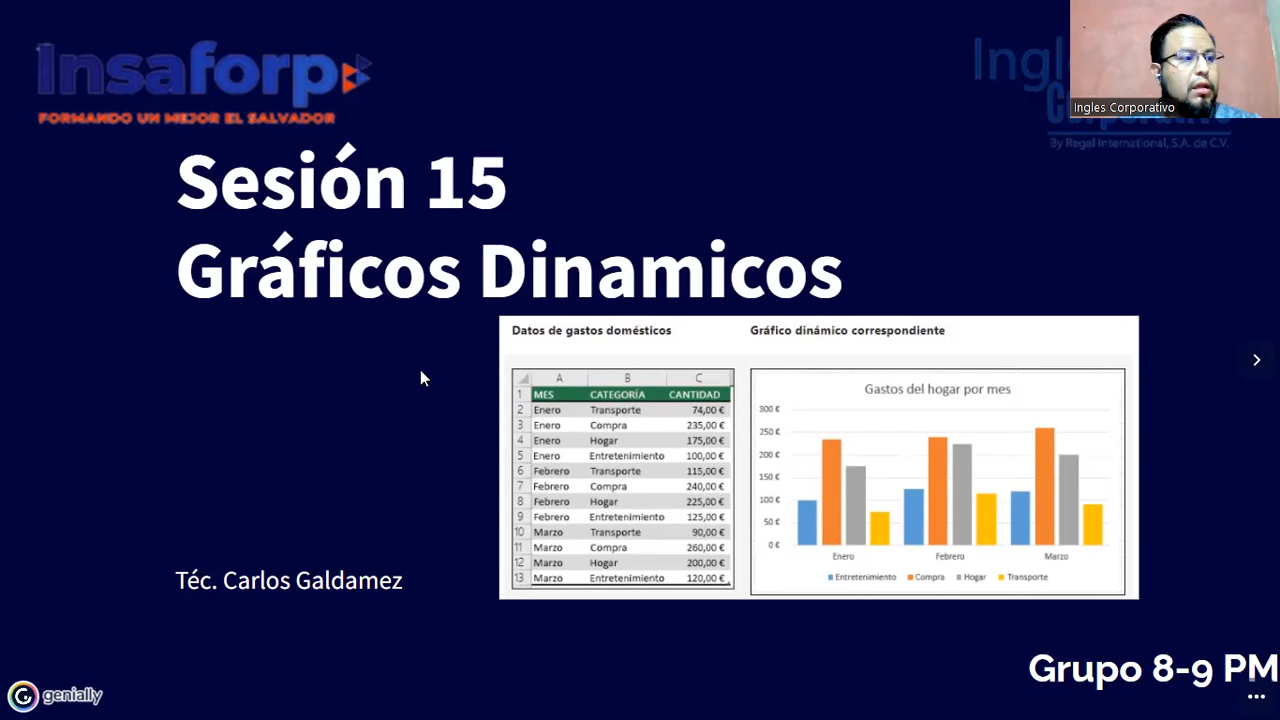 Insaforp
FORMANDO UN MEJOR EL SALVADOR
Ingles Corporativo
By Regal International, S.A. de C.V.
Sesión 15
Gráficos Dinamicos
Datos de gastos domésticos
Gráfico dinámico correspondiente
A B C
1 MES CATEGORÍA CANTIDAD
2 Enero Transporte 74,00 €
3 Enero Compra 235,00 €
4 Enero Hogar 175,00 €
5 Enero Entretenimiento 100,00 €
6 Febrero Transporte 115,00 €
7 Febrero Compra 240,00 €
8 Febrero Hogar 225,00 €
9 Febrero Entretenimiento 125,00 €
10 Marzo Transporte 90,00 €
11 Marzo Compra 260,00 €
12 Marzo Hogar 200,00 €
13 Marzo Entretenimiento 120,00 €
Gastos del hogar por mes
300 €
250 €
200 €
150 €
100 €
50 €
0 €
Enero Febrero Marzo
Entretenimiento Compra Hogar Transporte
Téc. Carlos Galdamez
Grupo 8-9 PM
genially